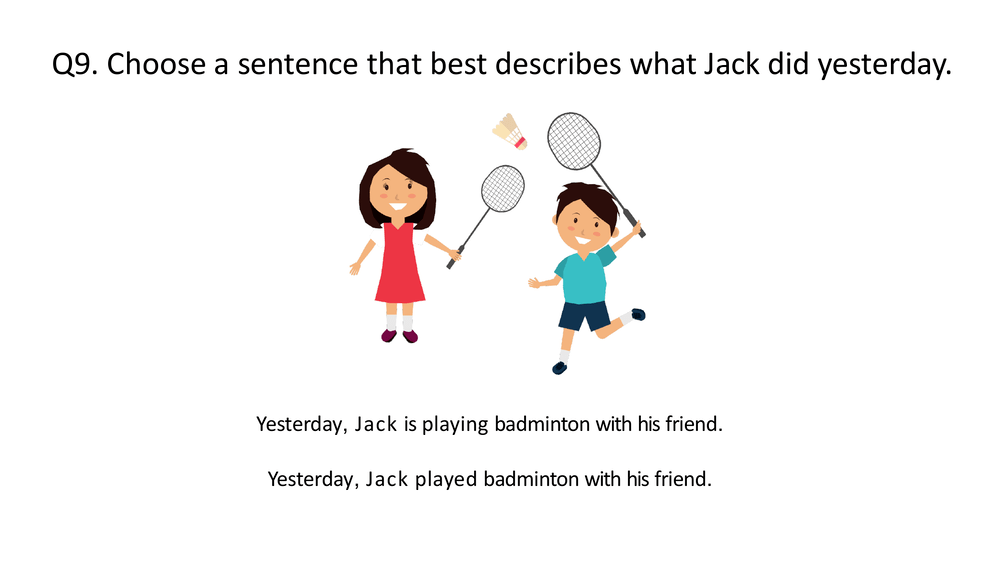 Q9. Choose a sentence that best describes what Jack did yesterday.
Yesterday, Jack is playing badminton with his friend.
Yesterday, Jack played badminton with his friend.